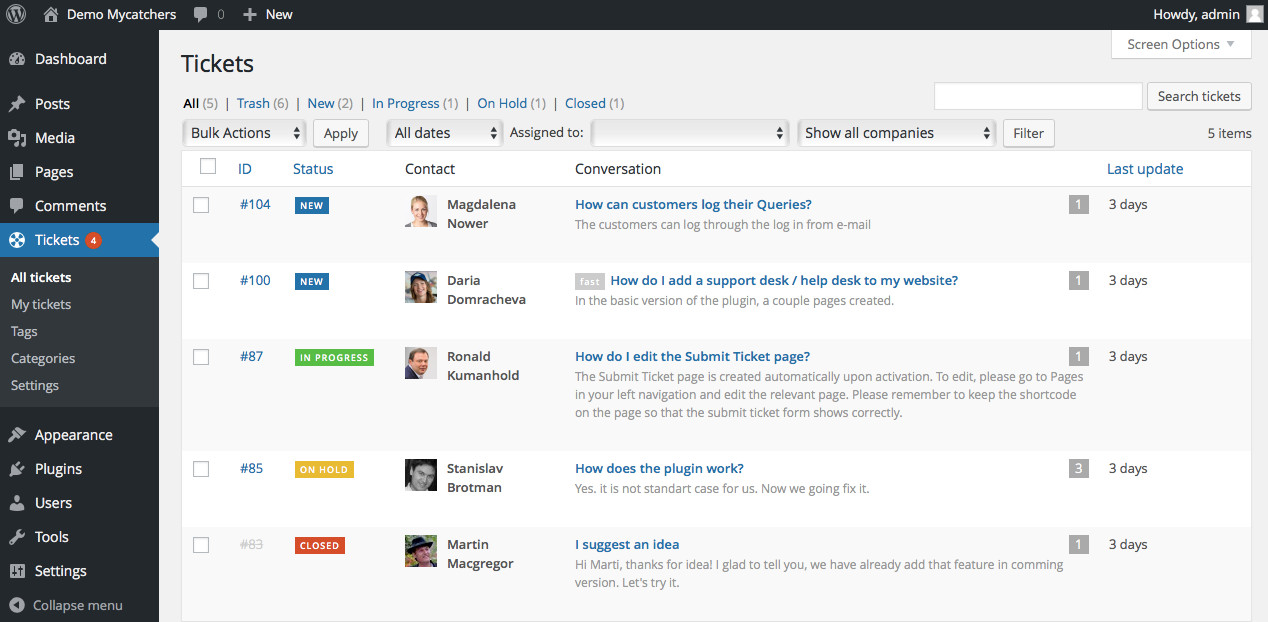 Demo Mycatchers 0 New Howdy, admin
Screen Options
Dashboard
Posts
Media
Pages
Comments
Tickets 4
All tickets
My tickets
Tags
Categories
Settings
Appearance
Plugins
Users
Tools
Settings
Collapse menu
Tickets
All (5) | Trash (6) | New (2) | In Progress (1) | On Hold (1) | Closed (1)
Search tickets
Bulk Actions Apply All dates Assigned to: Show all companies Filter 5 items
ID Status Contact Conversation Last update
#104 NEW Magdalena How can customers log their Queries? 1 3 days
Nower The customers can log through the log in from e-mail
#100 NEW Daria fast How do I add a support desk / help desk to my website? 1 3 days
Domracheva In the basic version of the plugin, a couple pages created.
#87 IN PROGRESS Ronald How do I edit the Submit Ticket page? 1 3 days
Kumanhold The Submit Ticket page is created automatically upon activation. To edit, please go to Pages
in your left navigation and edit the relevant page. Please remember to keep the shortcode
on the page so that the submit ticket form shows correctly.
#85 ON HOLD Stanislav How does the plugin work? 3 3 days
Brotman Yes. it is not standart case for us. Now we going fix it.
#83 CLOSED Martin I suggest an idea 1 3 days
Macgregor Hi Marti, thanks for idea! I glad to tell you, we have already add that feature in comming
version. Let's try it.